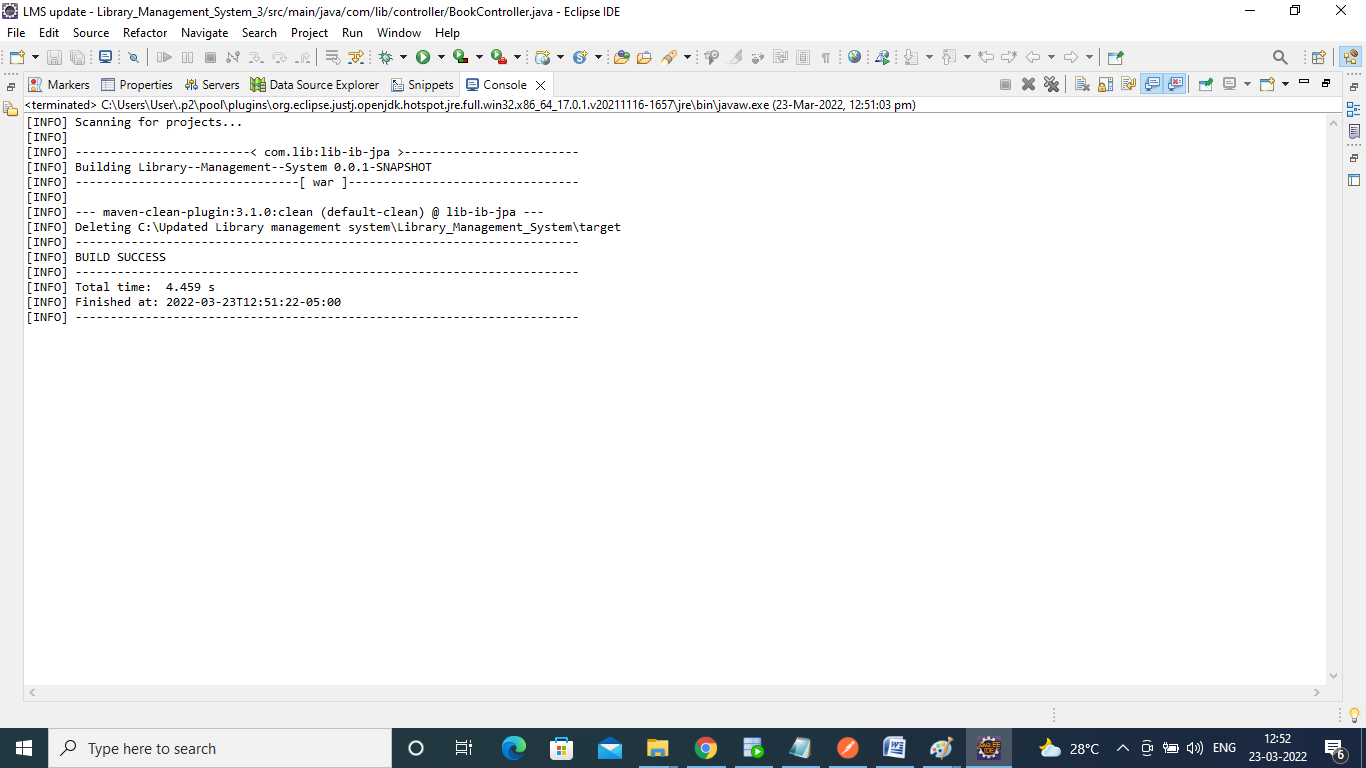 LMS update - Library_Management_System_3/src/main/java/com/lib/controller/BookController.java - Eclipse IDE
File Edit Source Refactor Navigate Search Project Run Window Help
Markers Properties Servers Data Source Explorer Snippets Console
<terminated> C:\Users\User\.p2\pool\plugins\org.eclipse.justj.openjdk.hotspot.jre.full.win32.x86_64_17.0.1.v20211116-1657\jre\bin\javaw.exe (23-Mar-2022, 12:51:03 pm)
[INFO] Scanning for projects...
[INFO]
[INFO] -------------------------< com.lib:lib-ib-jpa >-------------------------
[INFO] Building Library--Management--System 0.0.1-SNAPSHOT
[INFO] --------------------------------[ war ]---------------------------------
[INFO]
[INFO] --- maven-clean-plugin:3.1.0:clean (default-clean) @ lib-ib-jpa ---
[INFO] Deleting C:\Updated Library management system\Library_Management_System\target
[INFO] ------------------------------------------------------------------------
[INFO] BUILD SUCCESS
[INFO] ------------------------------------------------------------------------
[INFO] Total time:  4.459 s
[INFO] Finished at: 2022-03-23T12:51:22-05:00
[INFO] ------------------------------------------------------------------------
Type here to search
28°C
ENG
12:52
23-03-2022
6